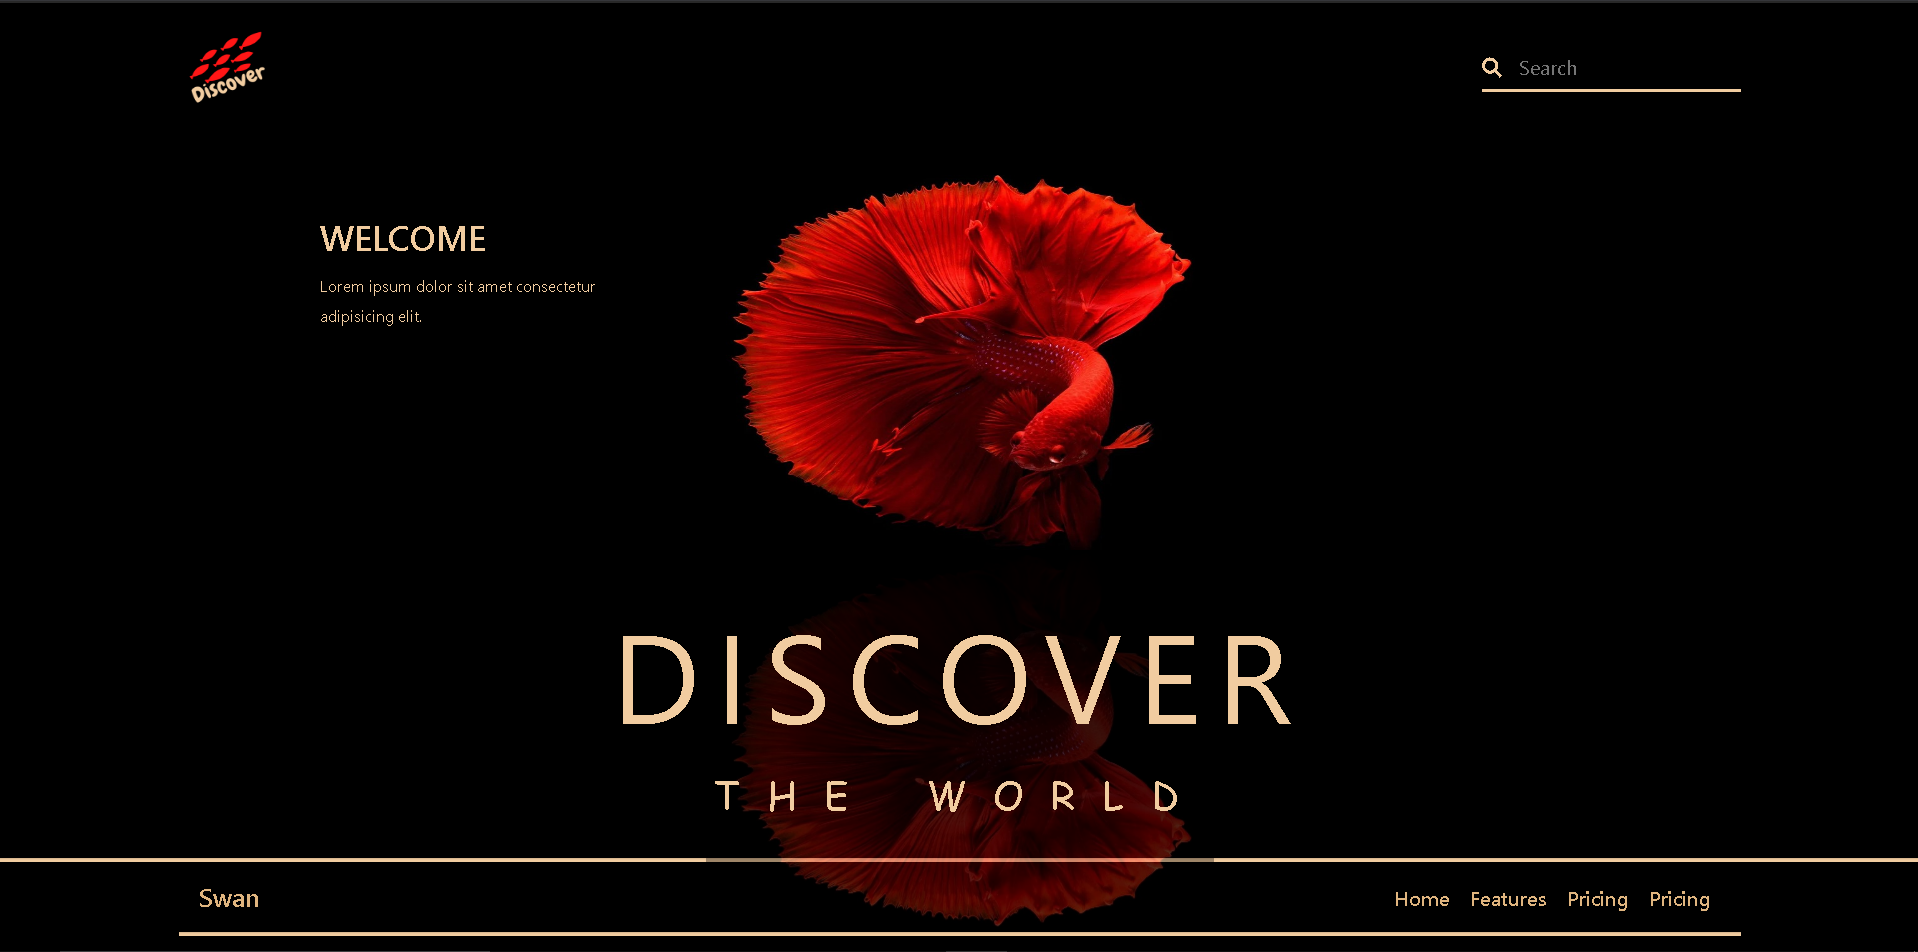 Discover
Search
WELCOME
Lorem ipsum dolor sit amet consectetur
adipisicing elit.
DISCOVER
THE WORLD
Swan
Home Features Pricing Pricing